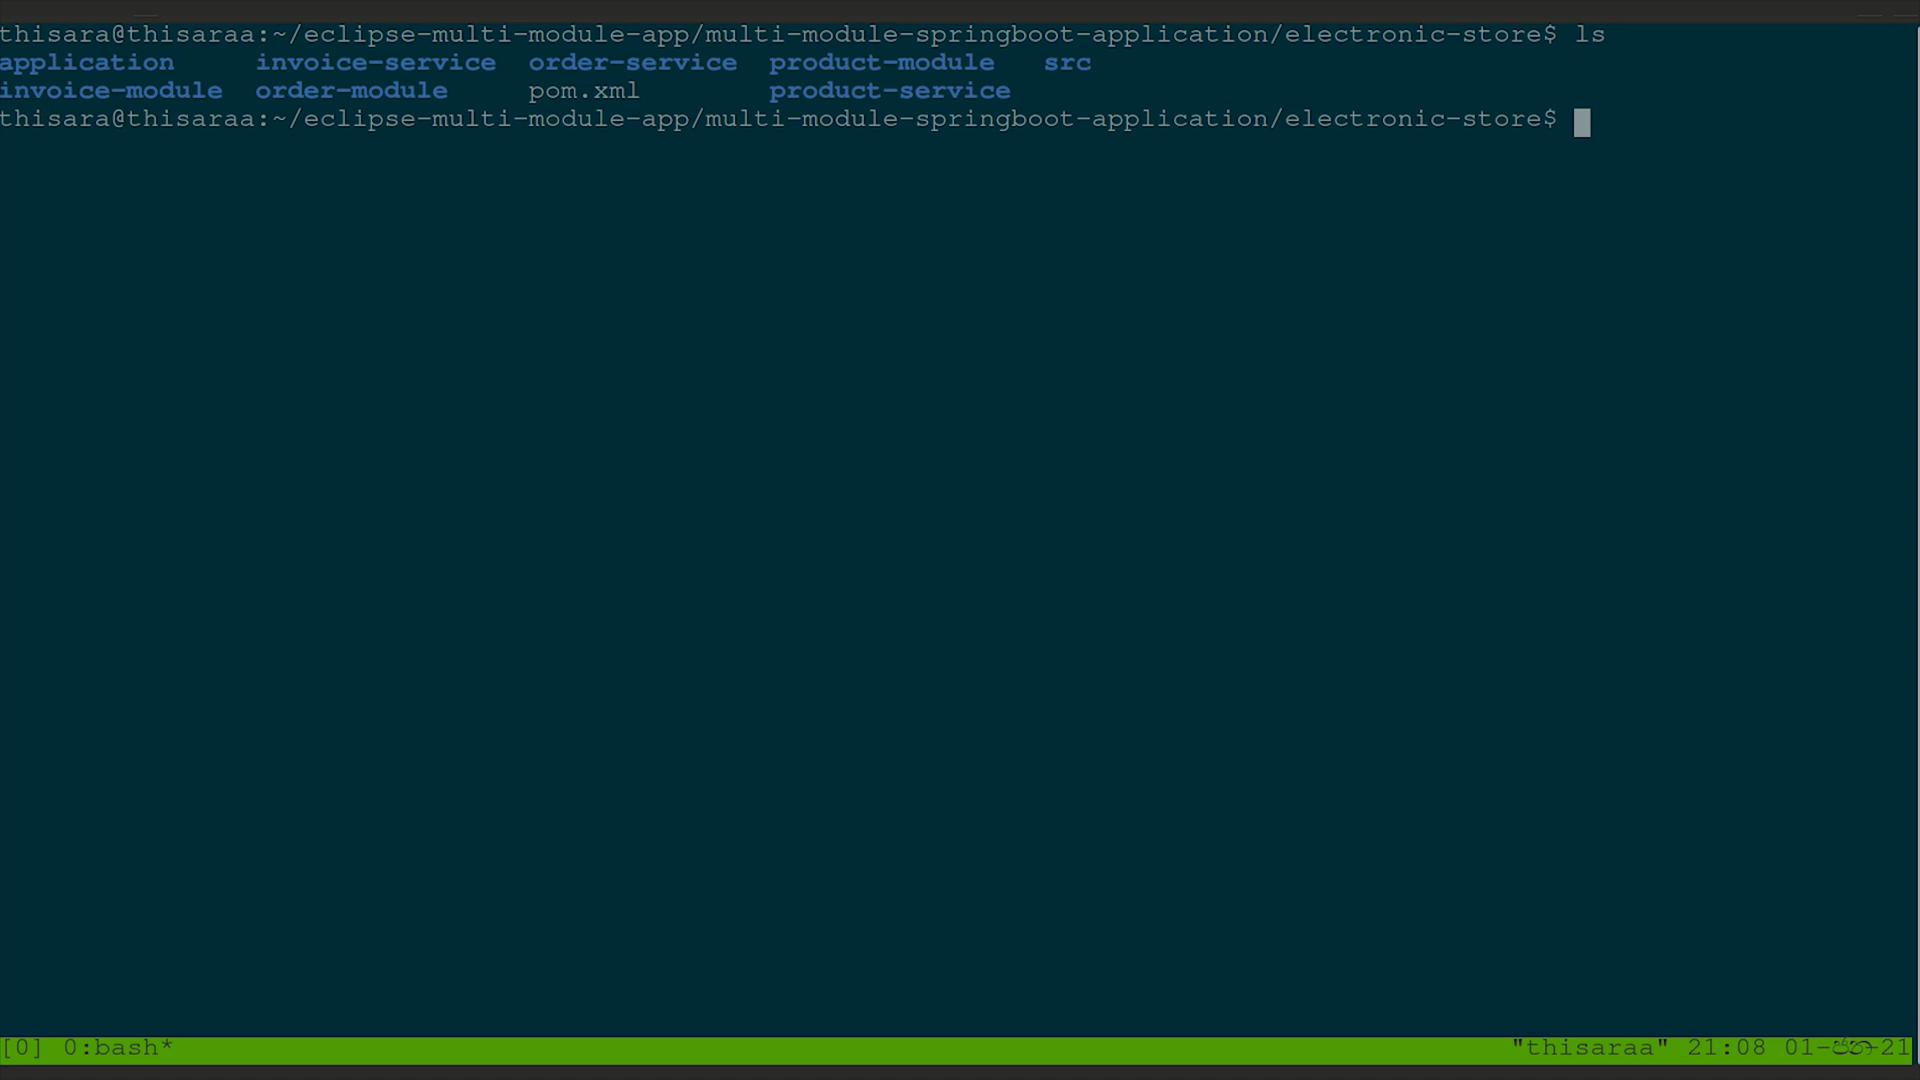 thisara@thisaraa:~/eclipse-multi-module-app/multi-module-springboot-application/electronic-store$ ls
application invoice-service order-service product-module src
invoice-module order-module pom.xml product-service
thisara@thisaraa:~/eclipse-multi-module-app/multi-module-springboot-application/electronic-store$
[0] 0:bash* "thisaraa" 21:08 01- -21